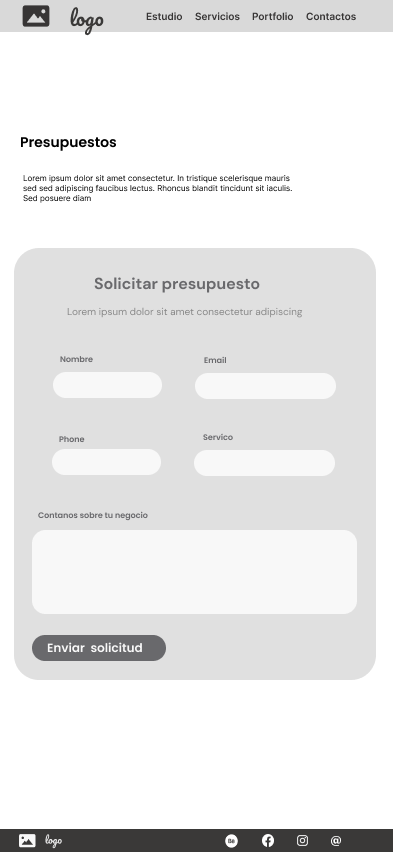 logo
Estudio Servicios Portfolio Contactos
Presupuestos
Lorem ipsum dolor sit amet consectetur. In tristique scelerisque mauris
sed sed adipiscing faucibus lectus. Rhoncus blandit tincidunt sit iaculis.
Sed posuere diam
Solicitar presupuesto
Lorem ipsum dolor sit amet consectetur adipiscing
Nombre Email
Phone Servico
Contanos sobre tu negocio
Enviar solicitud
logo Bē @